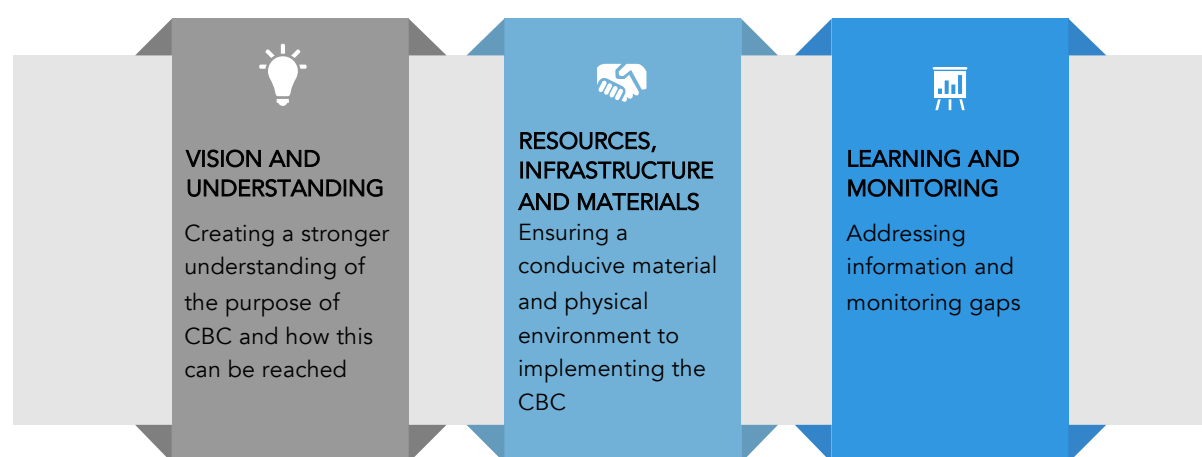 VISION AND
UNDERSTANDING
Creating a stronger
understanding of
the purpose of
CBC and how this
can be reached
RESOURCES,
INFRASTRUCTURE
AND MATERIALS
Ensuring a
conducive material
and physical
environment to
implementing the
CBC
LEARNING AND
MONITORING
Addressing
information and
monitoring gaps